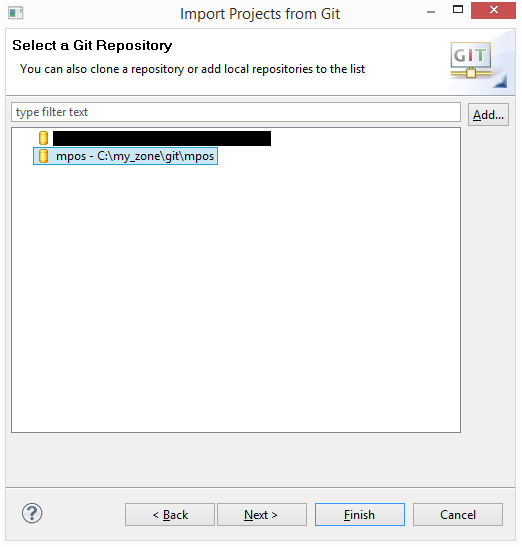 Import Projects from Git
Select a Git Repository
You can also clone a repository or add local repositories to the list
GIT
type filter text
Add...
mpos - C:\my_zone\git\mpos
?
< Back
Next >
Finish
Cancel